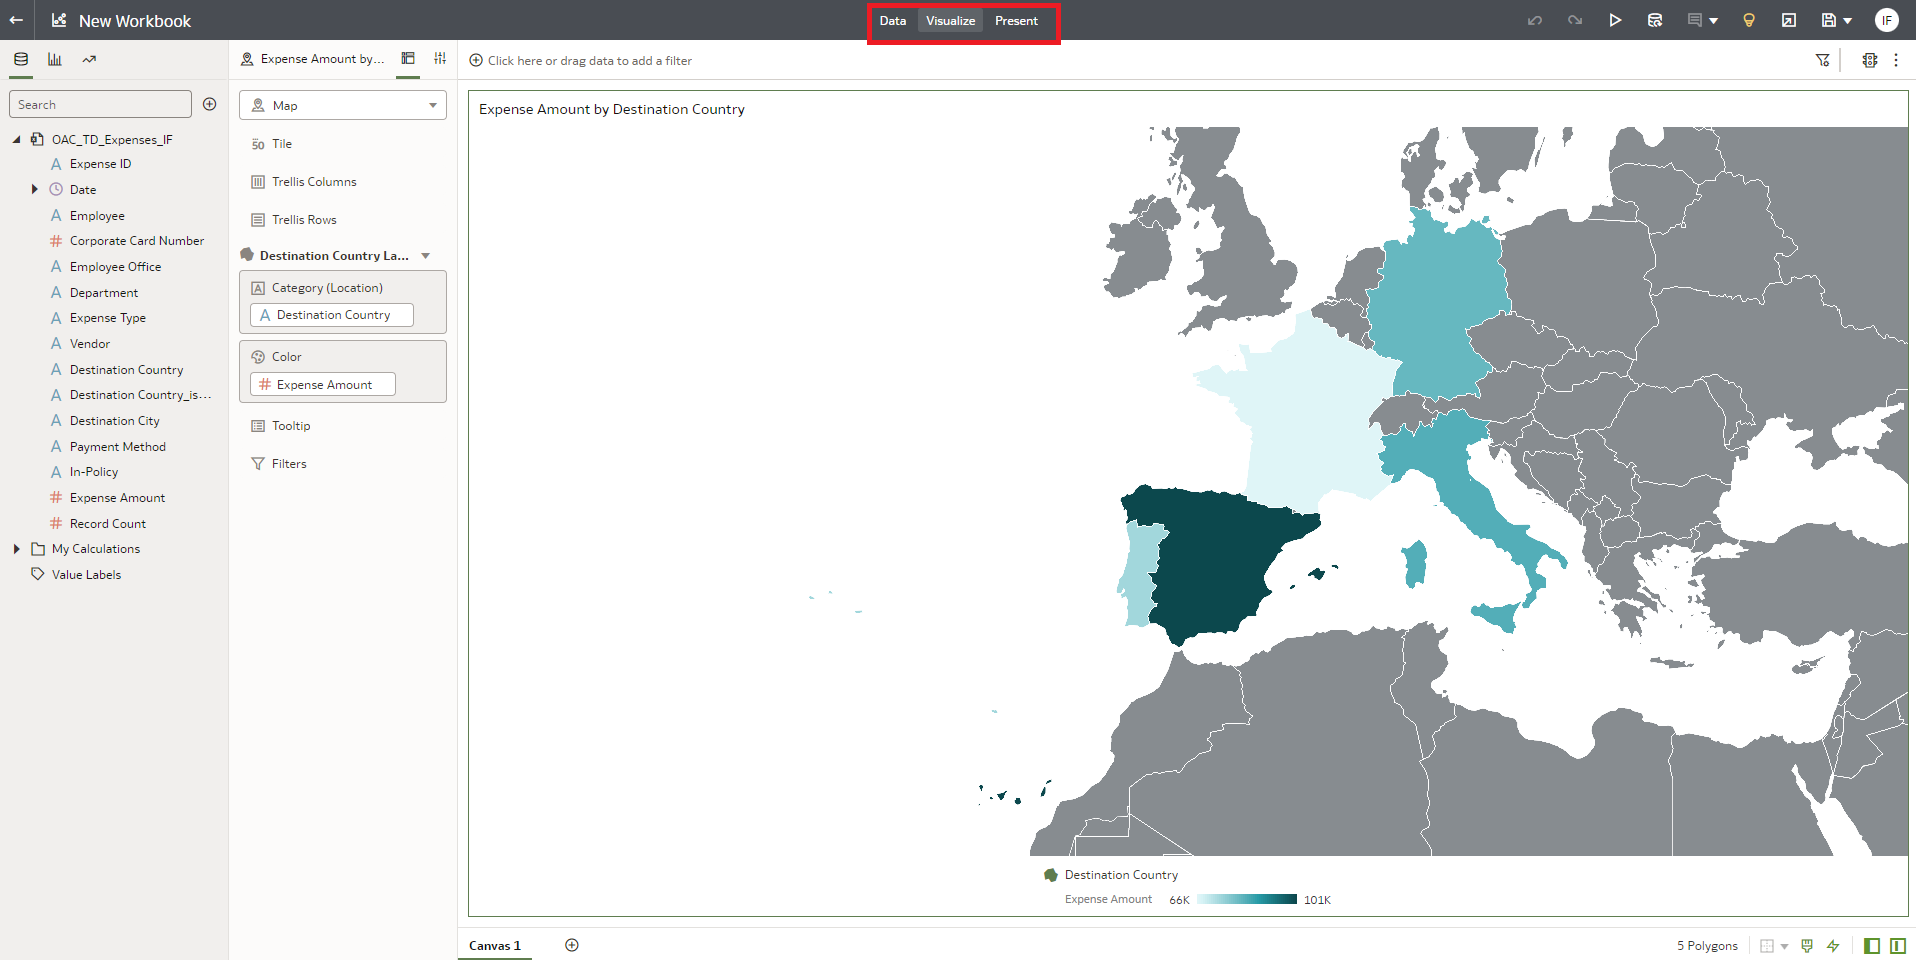 New Workbook
Data Visualize Present
IF
Expense Amount by...
Click here or drag data to add a filter
Search
OAC_TD_Expenses_IF
Expense ID
Date
Employee
Corporate Card Number
Employee Office
Department
Expense Type
Vendor
Destination Country
Destination Country_is...
Destination City
Payment Method
In-Policy
Expense Amount
Record Count
My Calculations
Value Labels
Map
50 Tile
Trellis Columns
Trellis Rows
Destination Country La...
A Category (Location)
A Destination Country
Color
# Expense Amount
Tooltip
Filters
Expense Amount by Destination Country
Destination Country
Expense Amount 66K 101K
Canvas 1
5 Polygons